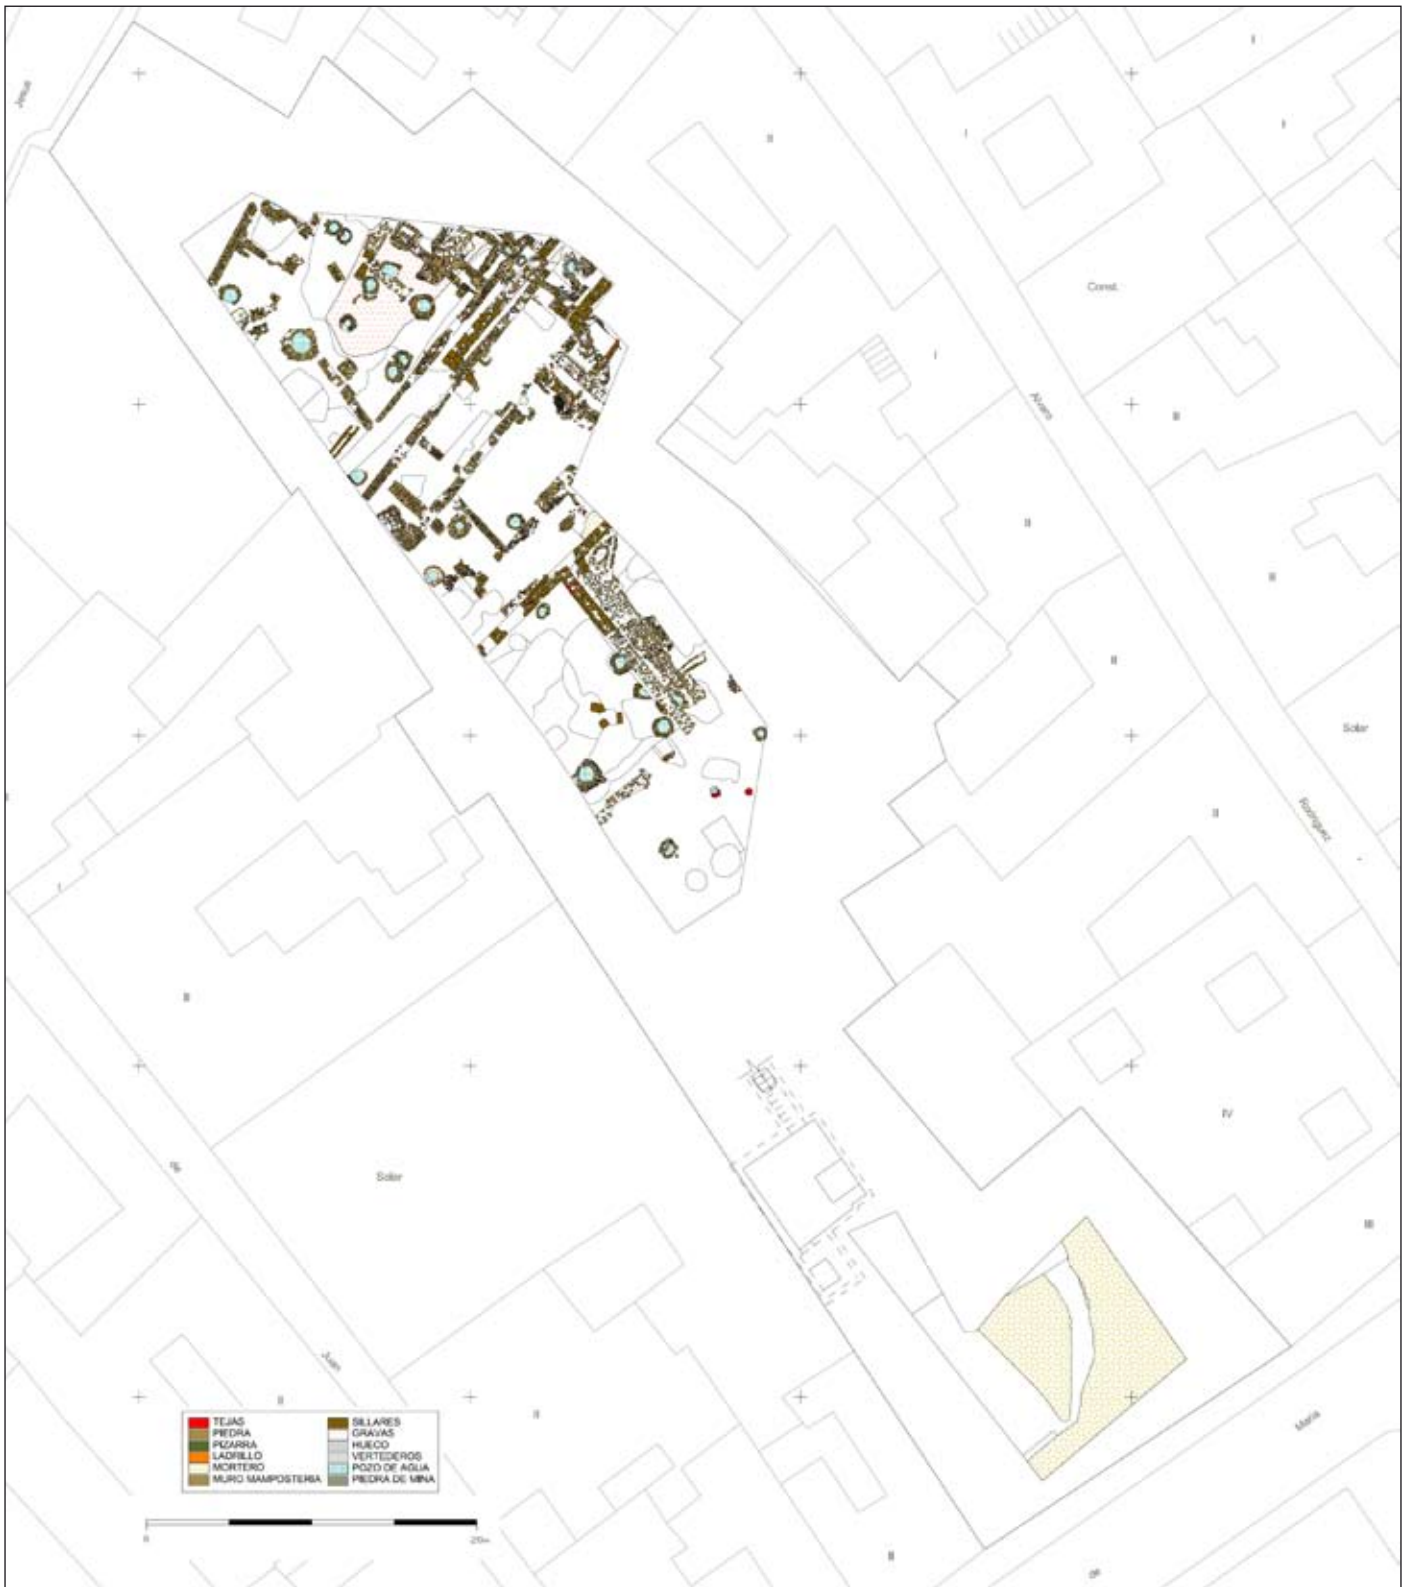 Jesus
I
II
I
I
Const.
I
Alvaro
III
II
II
II
Solar
II
Rodriguez
I
II
IV
de
Solar
III
Juan
II
II
Maria
II
de
TEJAS
PIEDRA
PIZARRA
LADRILLO
MORTERO
MURO MAMPOSTERIA
SILLARES
GRAVAS
HUECO
VERTEDEROS
POZO DE AGUA
PIEDRA DE MINA
0
20m